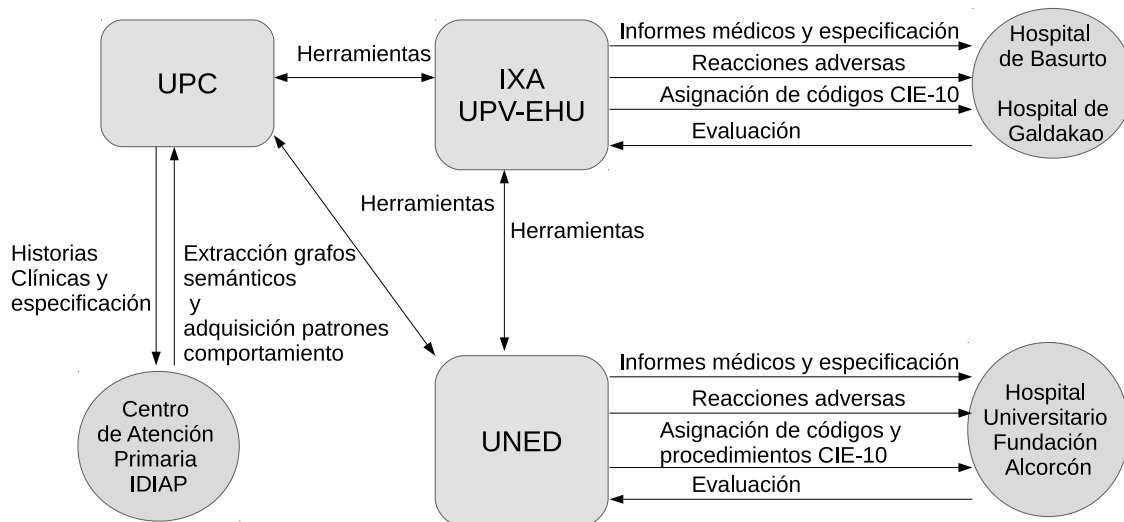 UPC
Herramientas
IXA
UPV-EHU
Informes médicos y especificación
Reacciones adversas
Asignación de códigos CIE-10
Evaluación
Hospital
de Basurto
Hospital de
Galdakao
Herramientas
Herramientas
Historias
Clínicas y
especificación
Extracción grafos
semánticos
y
adquisición patrones
comportamiento
Centro
de Atención
Primaria
IDIAP
UNED
Informes médicos y especificación
Reacciones adversas
Asignación de códigos y
procedimientos CIE-10
Evaluación
Hospital
Universitario
Fundación
Alcorcón